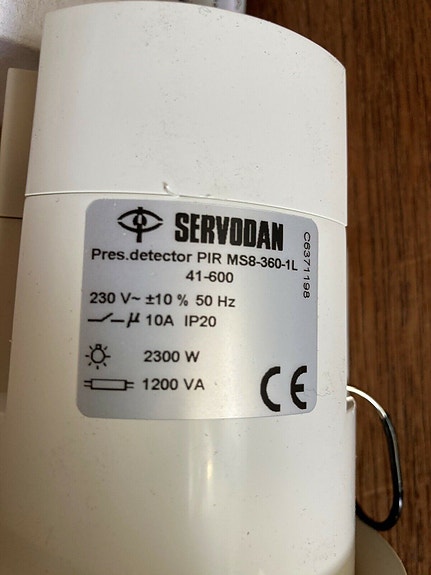 SERVODAN
Pres.detector PIR MS8-360-1L
41-600
230 V~ ±10 % 50 Hz
µ 10A IP20
2300 W
1200 VA
CE
C6371198